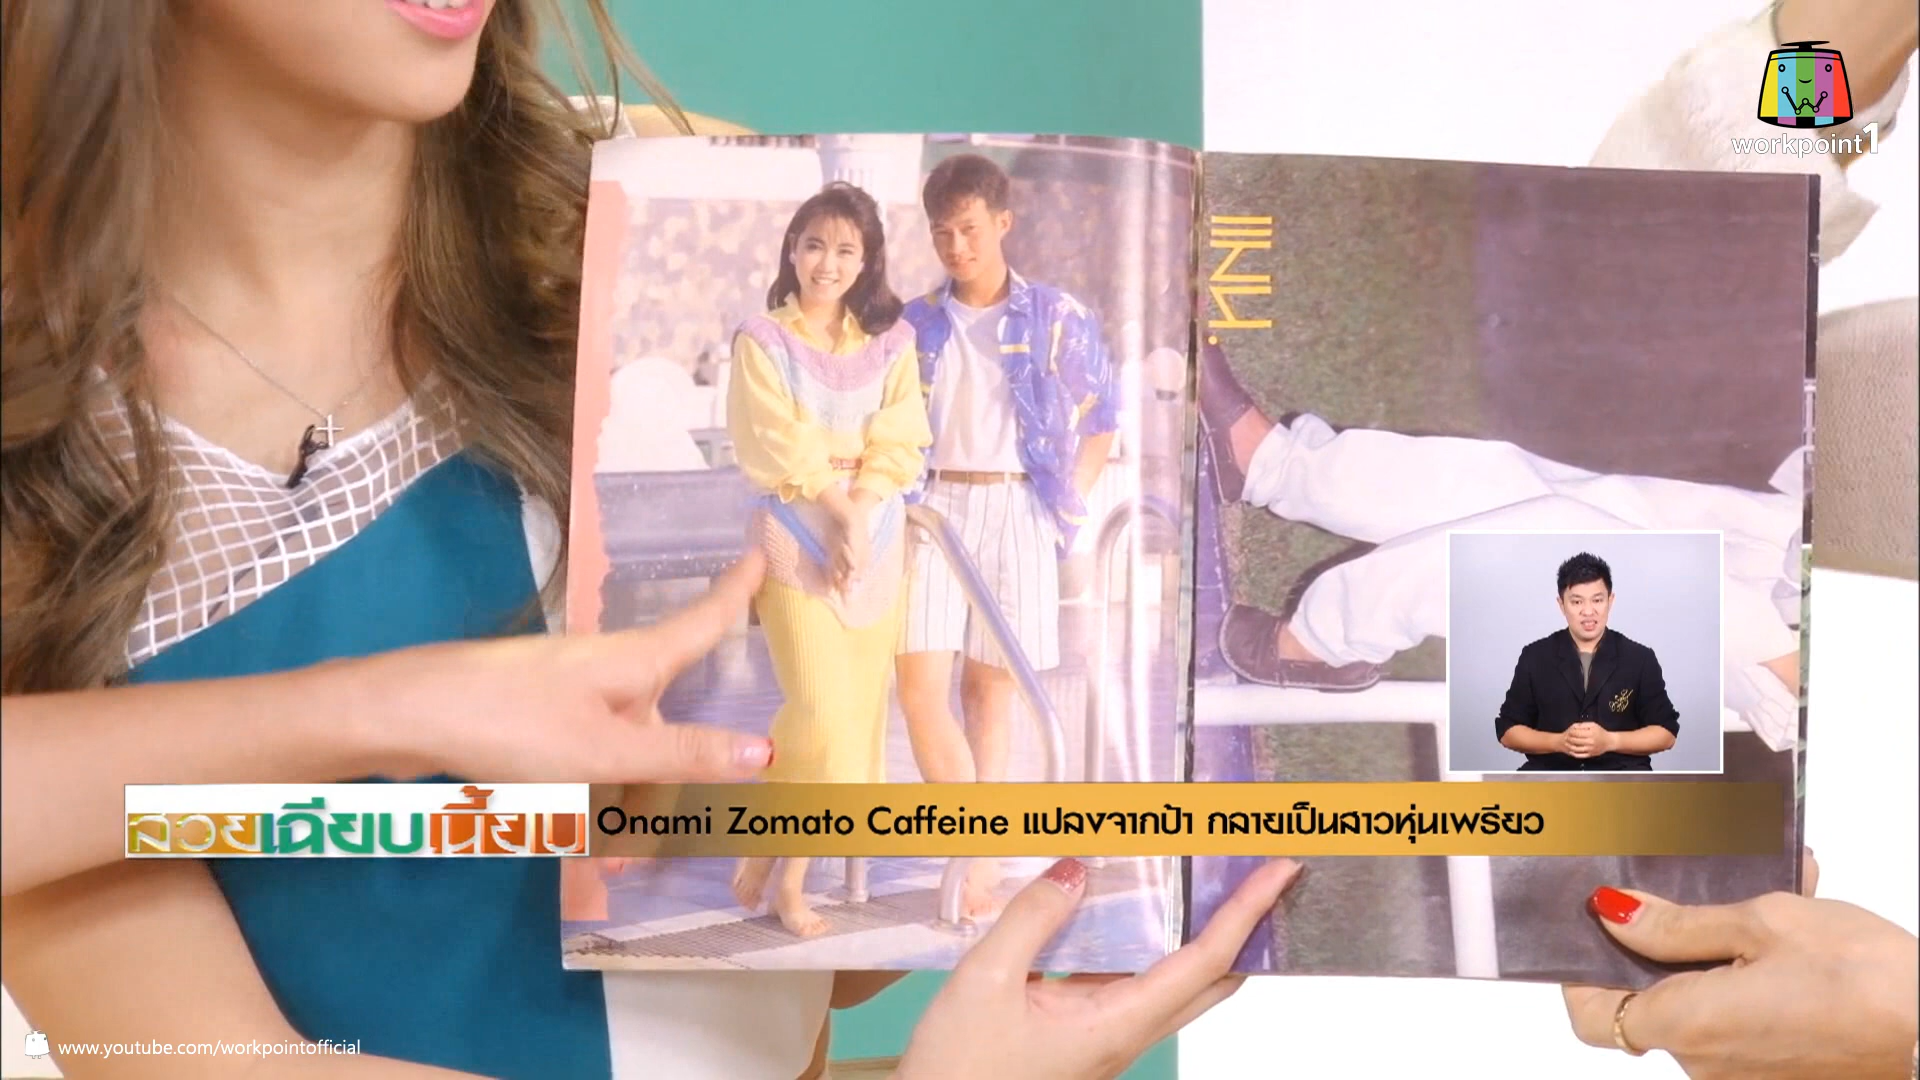 workpoint1
สวยเฉียบเนี้ยบ
Onami Zomato Caffeine แปลงจากป้า กลายเป็นสาวหุ่นเพรียว
www.youtube.com/workpointofficial